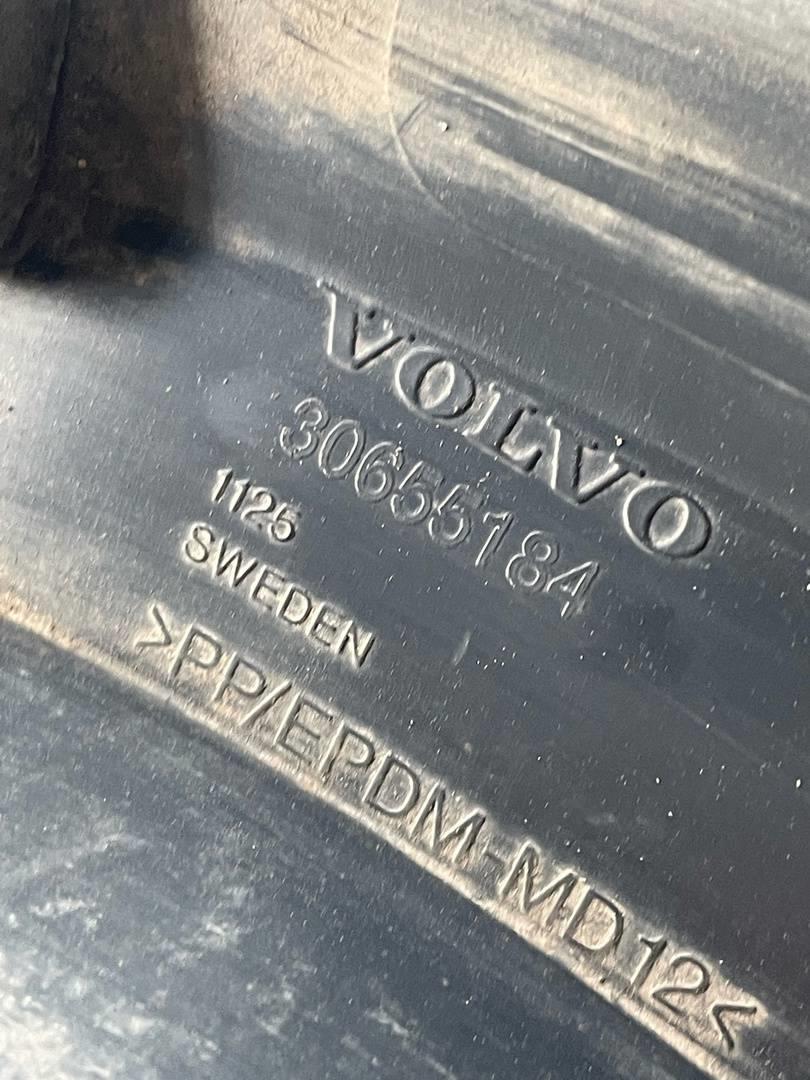 VOLVO
30655184
1125
SWEDEN
>PP/EPDM-MD12<